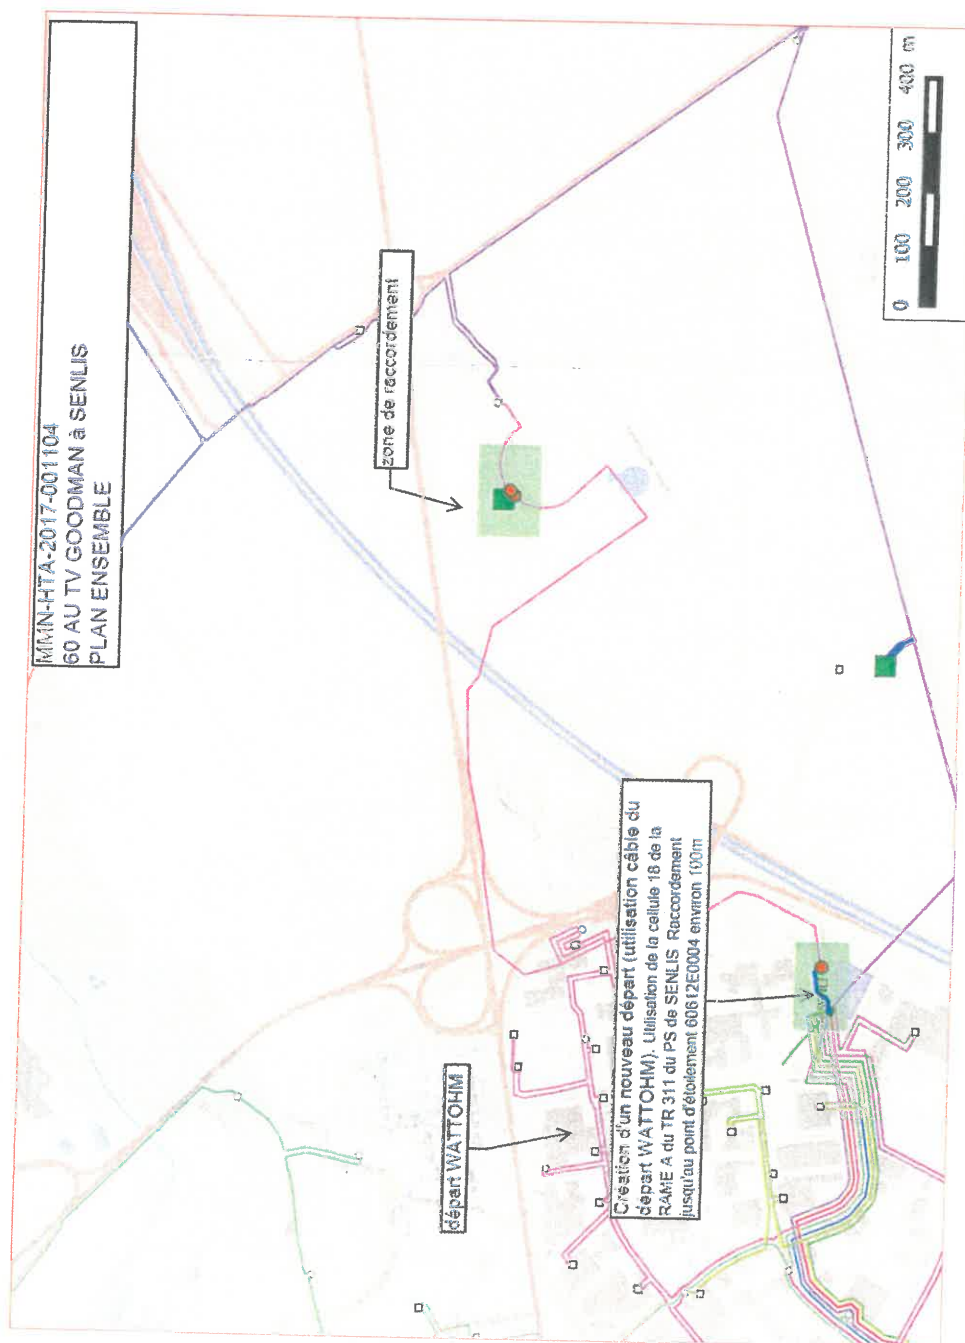 MMN-HTA-2017-001104
60 AU TV GOODMAN à SENLIS
PLAN ENSEMBLE
zone de raccordement
départ WATTOHM
Création d'un nouveau départ (utilisation câble du
départ WATTOHM). Utilisation de la cellule 18 de la
RAME A du TR 311 du PS de SENLIS Raccordement
jusqu'au point d'étoilement 60612E0004 environ 100m
0 100 200 300 400 m